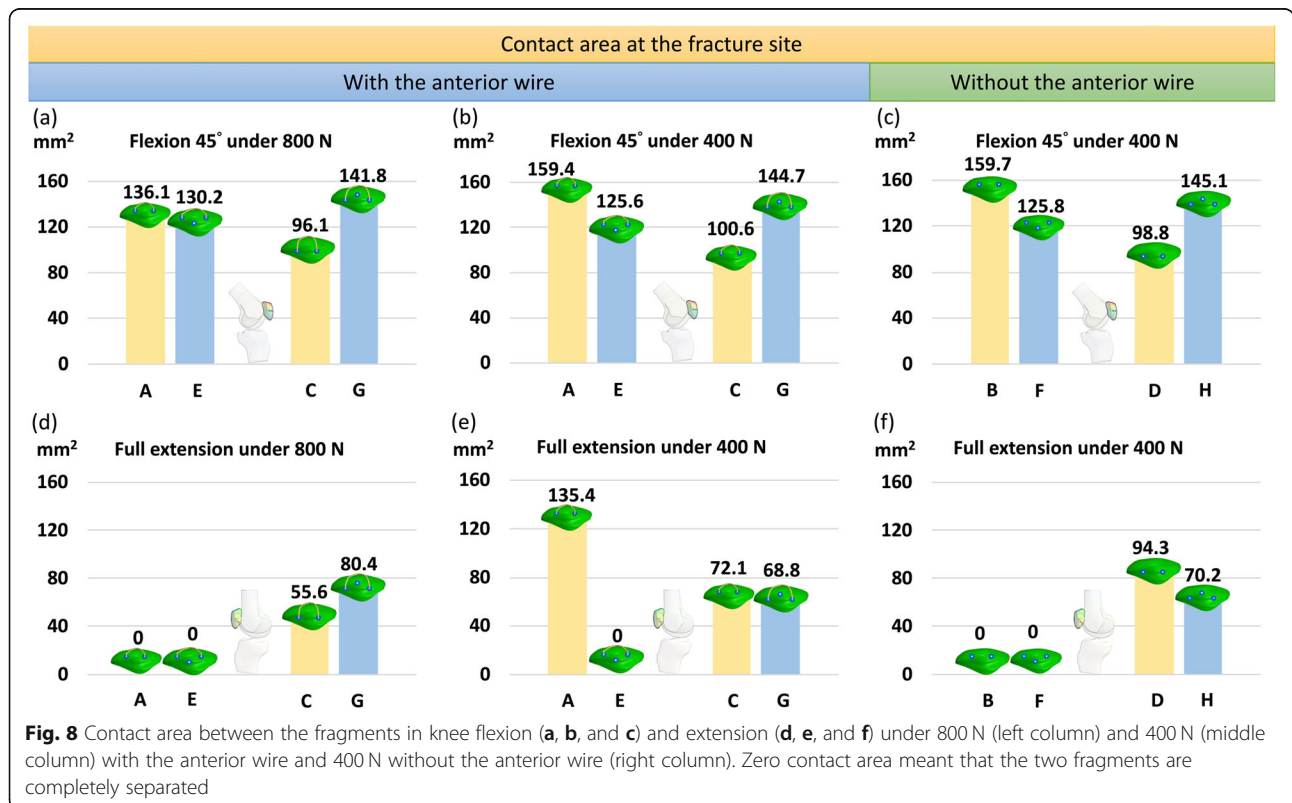 Contact area at the fracture site
With the anterior wire
Without the anterior wire
(a)
mm²
Flexion 45° under 800 N
160
120
80
40
0
136.1
130.2
96.1
141.8
A E C G
(b)
mm²
Flexion 45° under 400 N
160
120
80
40
0
159.4
125.6
100.6
144.7
A E C G
(c)
mm²
Flexion 45° under 400 N
160
120
80
40
0
159.7
125.8
98.8
145.1
B F D H
(d)
mm²
Full extension under 800 N
160
120
80
40
0
0
0
55.6
80.4
A E C G
(e)
mm²
Full extension under 400 N
160
120
80
40
0
135.4
0
72.1
68.8
A E C G
(f)
mm²
Full extension under 400 N
160
120
80
40
0
0
0
94.3
70.2
B F D H
Fig. 8 Contact area between the fragments in knee flexion (a, b, and c) and extension (d, e, and f) under 800 N (left column) and 400 N (middle
column) with the anterior wire and 400 N without the anterior wire (right column). Zero contact area meant that the two fragments are
completely separated